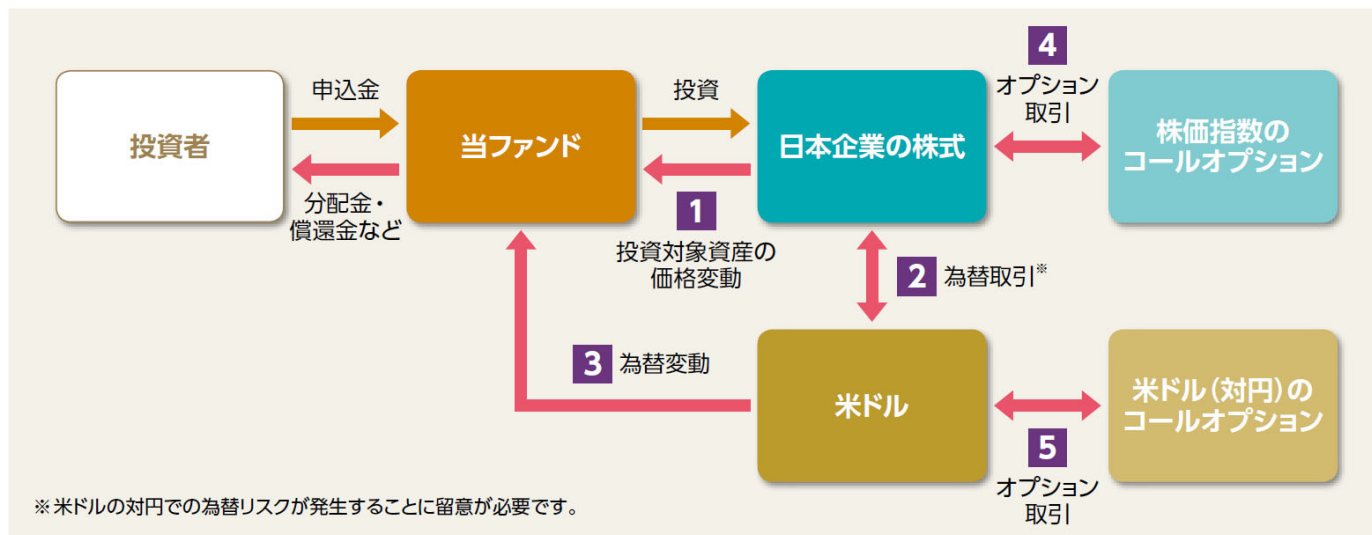 4
オプション
取引
申込金
投資
投資者
当ファンド
日本企業の株式
株価指数の
コールオプション
分配金・
償還金など
1
投資対象資産の
価格変動
2 為替取引※
3 為替変動
米ドル
米ドル(対円)の
コールオプション
5
オプション
取引
※米ドルの対円での為替リスクが発生することに留意が必要です。